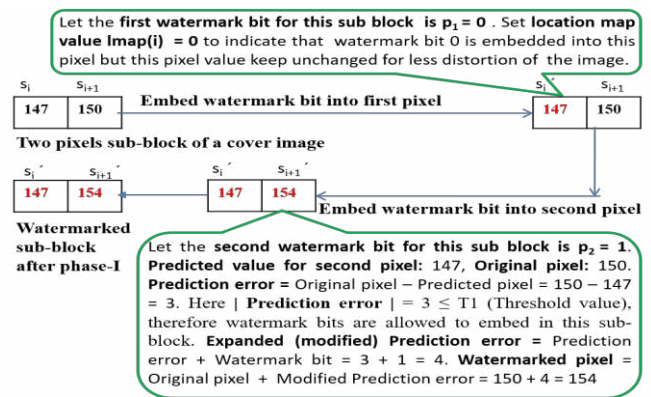 Let the first watermark bit for this sub block is p₁ = 0 . Set location map
value lmap(i) = 0 to indicate that watermark bit 0 is embedded into this
pixel but this pixel value keep unchanged for less distortion of the image.
sᵢ sᵢ₊₁
147 150
Embed watermark bit into first pixel
sᵢ´ sᵢ₊₁
147 150
Two pixels sub-block of a cover image
sᵢ´ sᵢ₊₁´
147 154
sᵢ´ sᵢ₊₁´
147 154
Embed watermark bit into second pixel
Watermarked
sub-block
after phase-I
Let the second watermark bit for this sub block is p₂ = 1.
Predicted value for second pixel: 147, Original pixel: 150.
Prediction error = Original pixel – Predicted pixel = 150 – 147
= 3. Here | Prediction error | = 3 ≤ T1 (Threshold value),
therefore watermark bits are allowed to embed in this sub-
block. Expanded (modified) Prediction error = Prediction
error + Watermark bit = 3 + 1 = 4. Watermarked pixel =
Original pixel + Modified Prediction error = 150 + 4 = 154